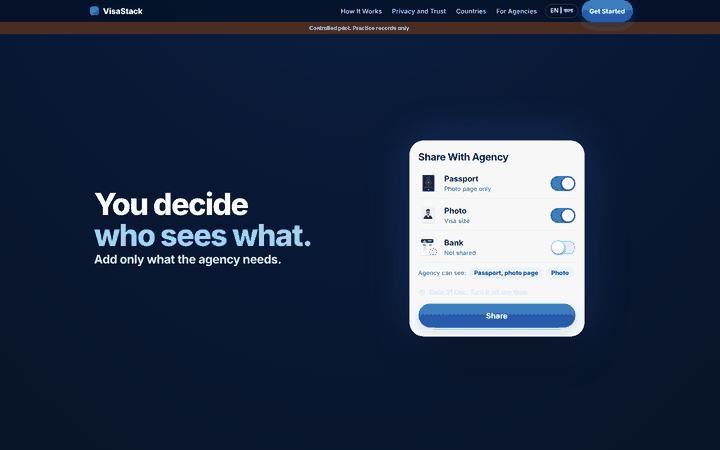 VisaStack
How It Works Privacy and Trust Countries For Agencies EN | বাংলা Get Started
Controlled pilot. Practice records only
You decide
who sees what.
Add only what the agency needs.
Share With Agency
Passport
Photo page only
Photo
Visa size
Bank
Not shared
Agency can see: Passport, photo page Photo
Share